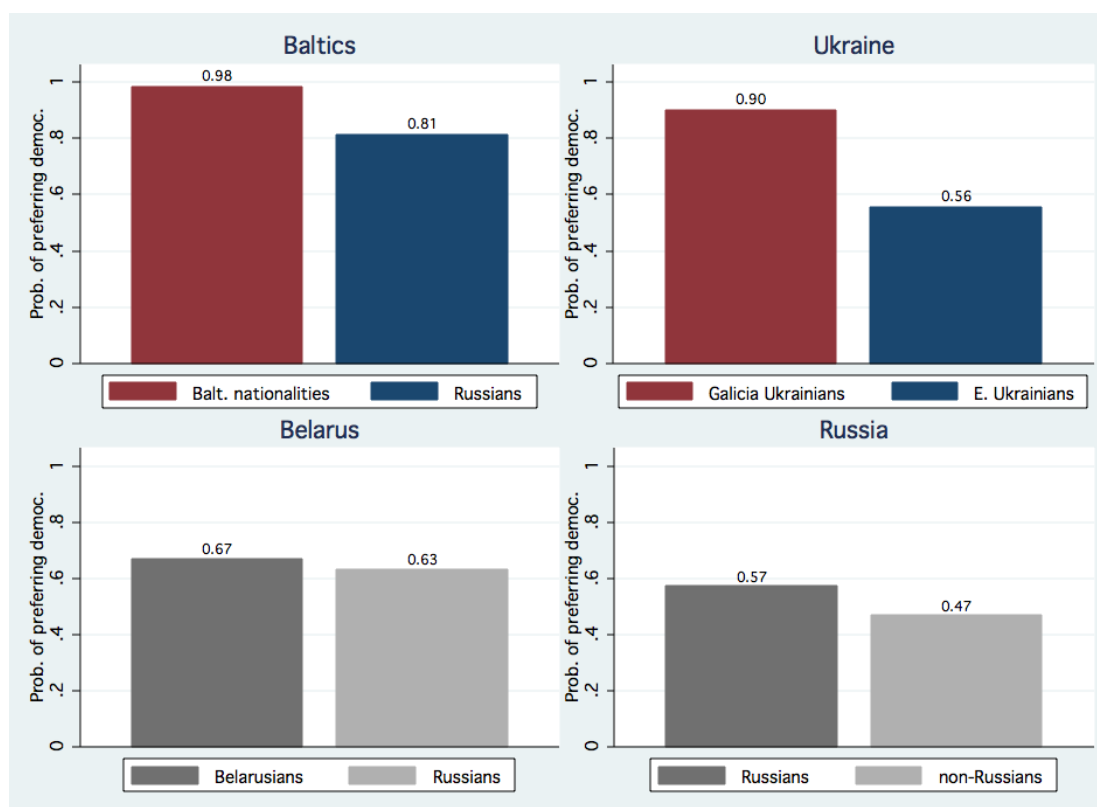 Baltics
Prob. of preferring democ.
0 .2 .4 .6 .8 1
0.98
0.81
Balt. nationalities Russians
Ukraine
Prob. of preferring democ.
0 .2 .4 .6 .8 1
0.90
0.56
Galicia Ukrainians E. Ukrainians
Belarus
Prob. of preferring democ.
0 .2 .4 .6 .8 1
0.67
0.63
Belarusians Russians
Russia
Prob. of preferring democ.
0 .2 .4 .6 .8 1
0.57
0.47
Russians non-Russians